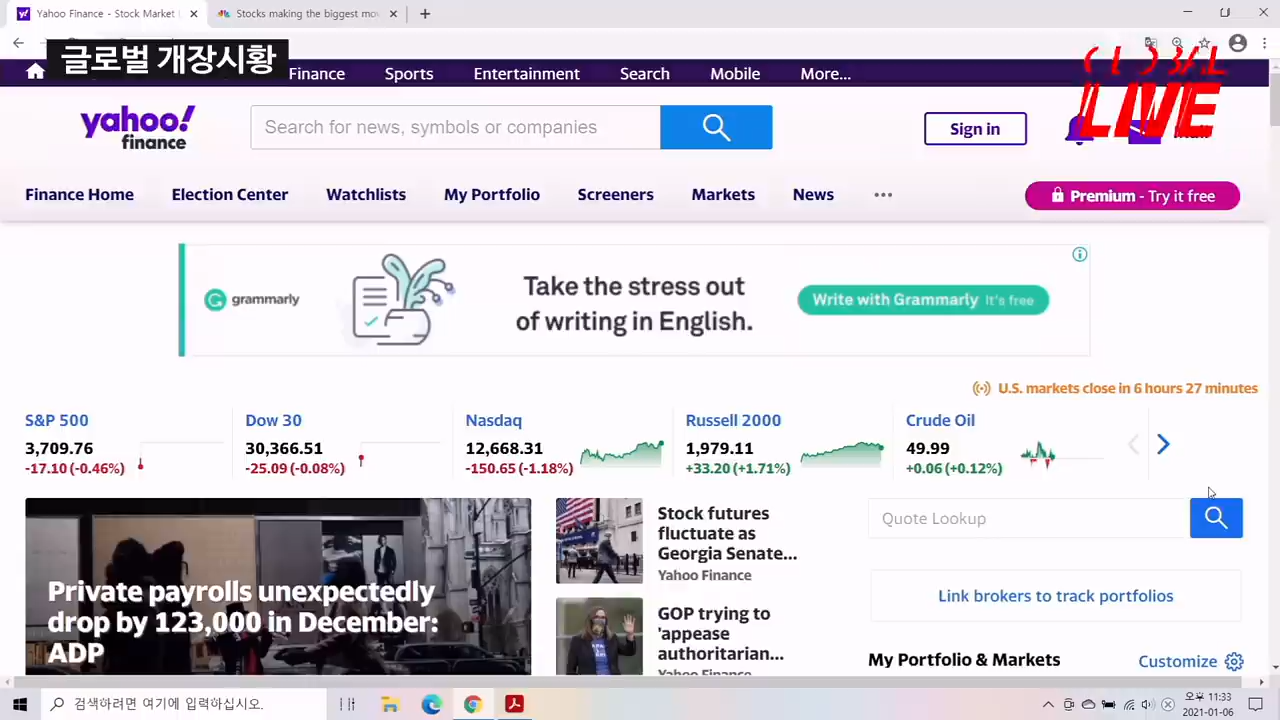 Yahoo Finance - Stock Market
Stocks making the biggest mo
글로벌 개장시황
Finance
Sports
Entertainment
Search
Mobile
More...
GLOBAL
LIVE
yahoo!
finance
Search for news, symbols or companies
Sign in
Mail
Finance Home
Election Center
Watchlists
My Portfolio
Screeners
Markets
News
Premium - Try it free
grammarly
Take the stress out
of writing in English.
Write with Grammarly It's free
U.S. markets close in 6 hours 27 minutes
S&P 500
3,709.76
-17.10 (-0.46%)
Dow 30
30,366.51
-25.09 (-0.08%)
Nasdaq
12,668.31
-150.65 (-1.18%)
Russell 2000
1,979.11
+33.20 (+1.71%)
Crude Oil
49.99
+0.06 (+0.12%)
Private payrolls unexpectedly
drop by 123,000 in December:
ADP
Stock futures
fluctuate as
Georgia Senate...
Yahoo Finance
GOP trying to
'appease
authoritarian...
Yahoo Finance
Quote Lookup
Link brokers to track portfolios
My Portfolio & Markets
Customize
검색하려면 여기에 입력하십시오.
오후 11:33
2021-01-06